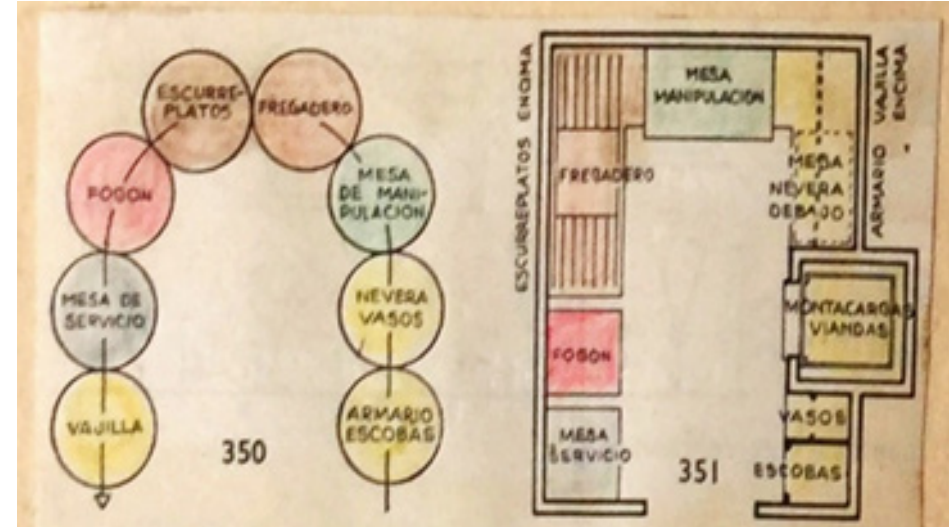 ESCURRE-
PLATOS
FREGADERO
FOGON
MESA
DE MANI-
PULACION
MESA DE
SERVICIO
NEVERA
VASOS
VAJILLA
ARMARIO
ESCOBAS
350
ESCURREPLATOS ENCIMA
MESA
MANIPULACION
ARMARIO VAJILLA
ENCIMA
FREGADERO
MESA
NEVERA
DEBAJO
MONTACARGAS
VIANDAS
FOGON
VASOS
MESA
SERVICIO
ESCOBAS
351